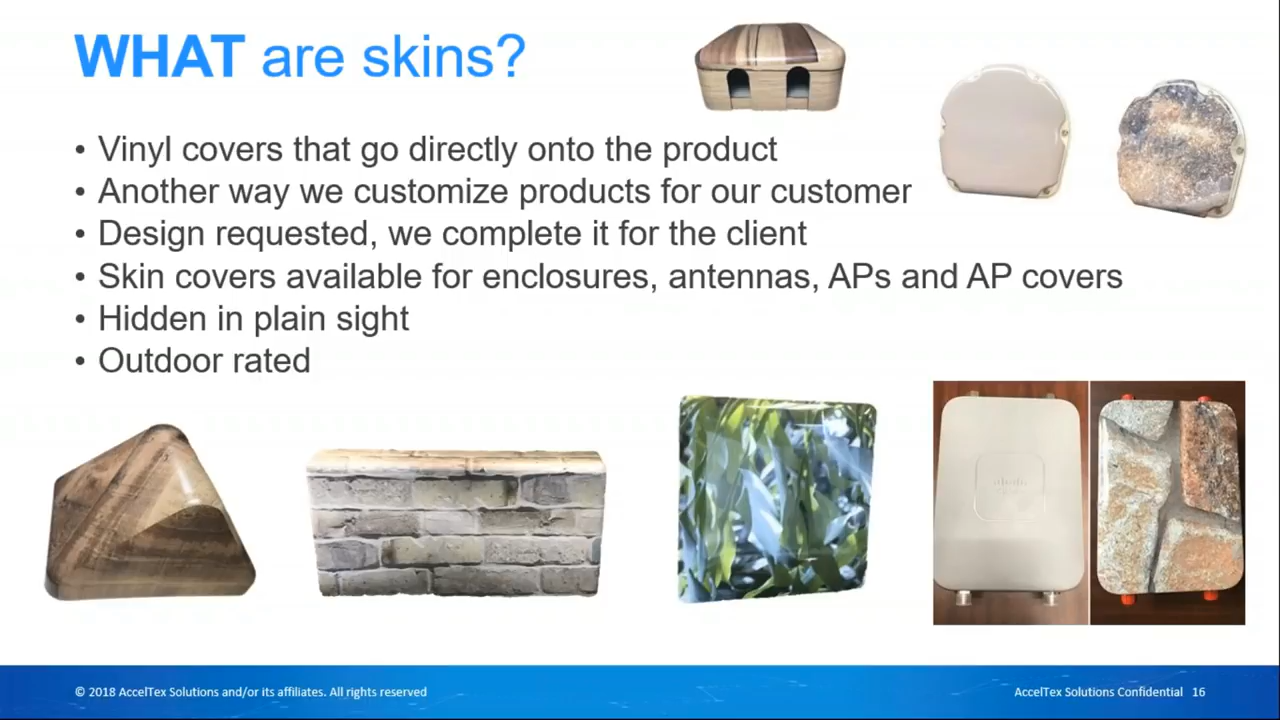 WHAT are skins?
• Vinyl covers that go directly onto the product
• Another way we customize products for our customer
• Design requested, we complete it for the client
• Skin covers available for enclosures, antennas, APs and AP covers
• Hidden in plain sight
• Outdoor rated
© 2018 AccelTex Solutions and/or its affiliates. All rights reserved
AccelTex Solutions Confidential 16